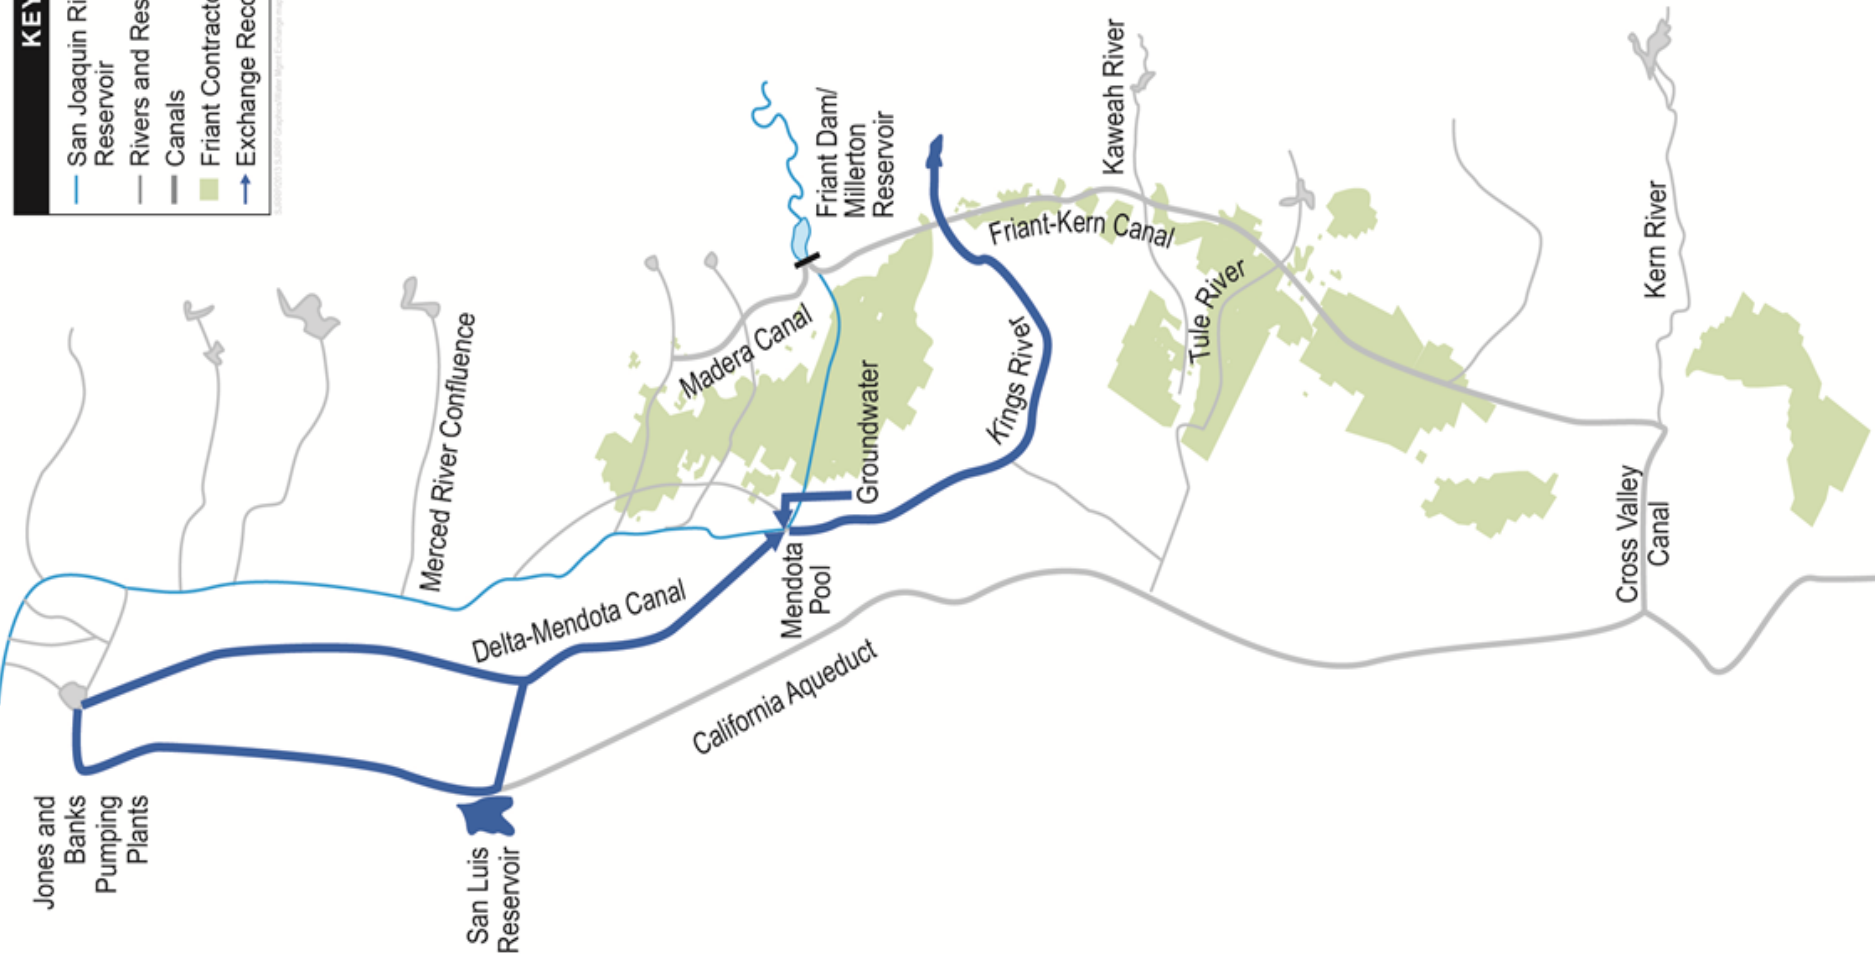 KEY
San Joaquin Ri
Reservoir
Rivers and Res
Canals
Friant Contracto
Exchange Reco
Merced River Confluence
Madera Canal
Friant Dam/
Millerton
Reservoir
Friant-Kern Canal
Kaweah River
Tule River
Kern River
Kings River
Groundwater
Mendota
Pool
Delta-Mendota Canal
California Aqueduct
Cross Valley
Canal
Jones and
Banks
Pumping
Plants
San Luis
Reservoir